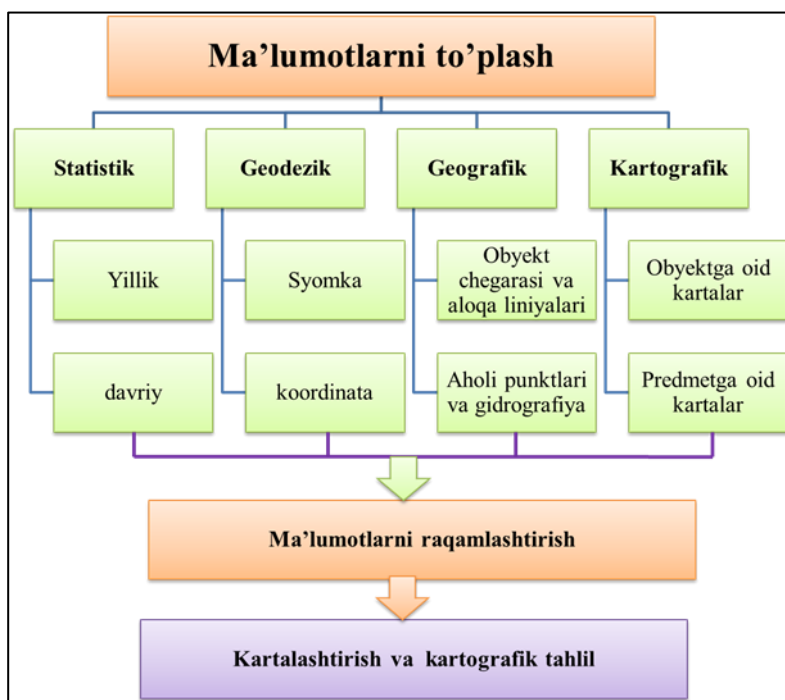 Ma’lumotlarni to’plash
Statistik
Geodezik
Geografik
Kartografik
Yillik
Syomka
Obyekt
chegarasi va
aloqa liniyalari
Obyektga oid
kartalar
davriy
koordinata
Aholi punktlari
va gidrografiya
Predmetga oid
kartalar
Ma’lumotlarni raqamlashtirish
Kartalashtirish va kartografik tahlil